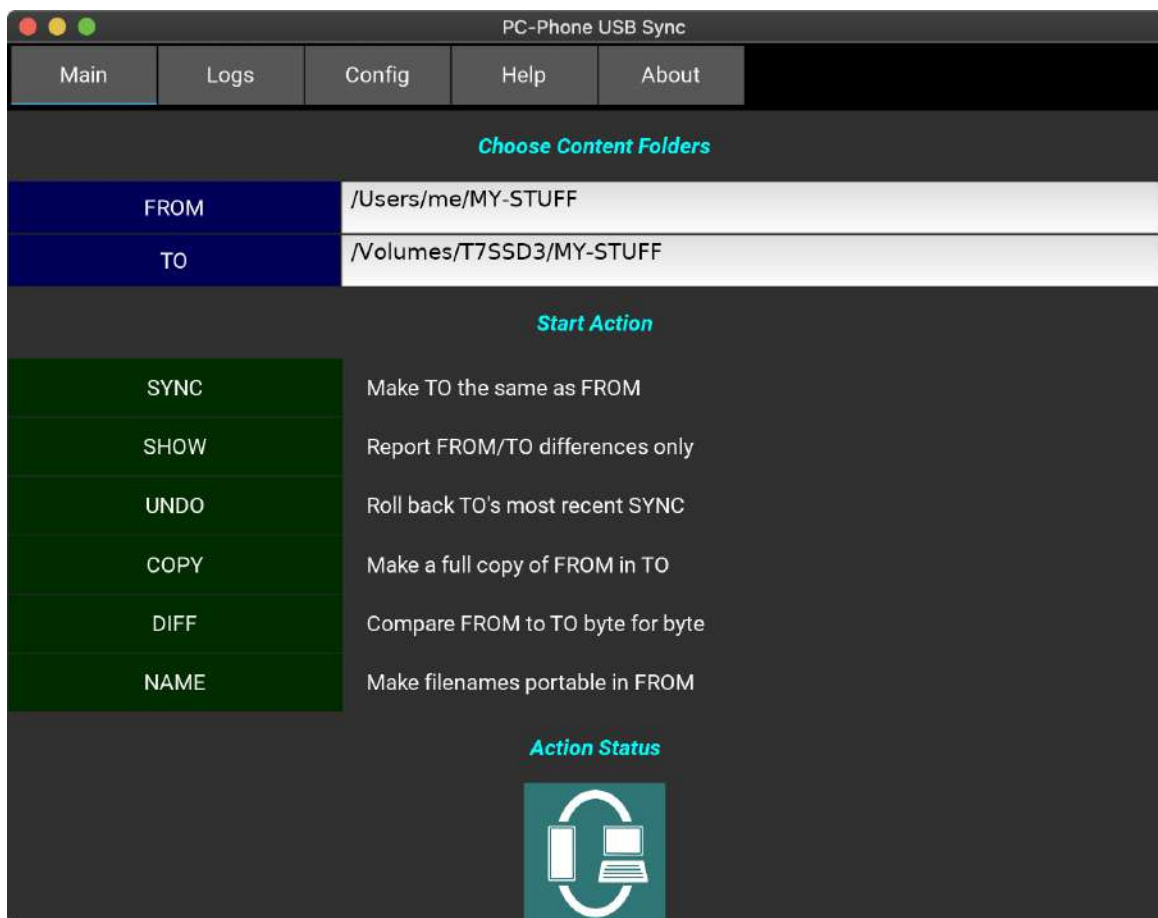 PC-Phone USB Sync
Main Logs Config Help About
Choose Content Folders
FROM /Users/me/MY-STUFF
TO /Volumes/T7SSD3/MY-STUFF
Start Action
SYNC Make TO the same as FROM
SHOW Report FROM/TO differences only
UNDO Roll back TO's most recent SYNC
COPY Make a full copy of FROM in TO
DIFF Compare FROM to TO byte for byte
NAME Make filenames portable in FROM
Action Status